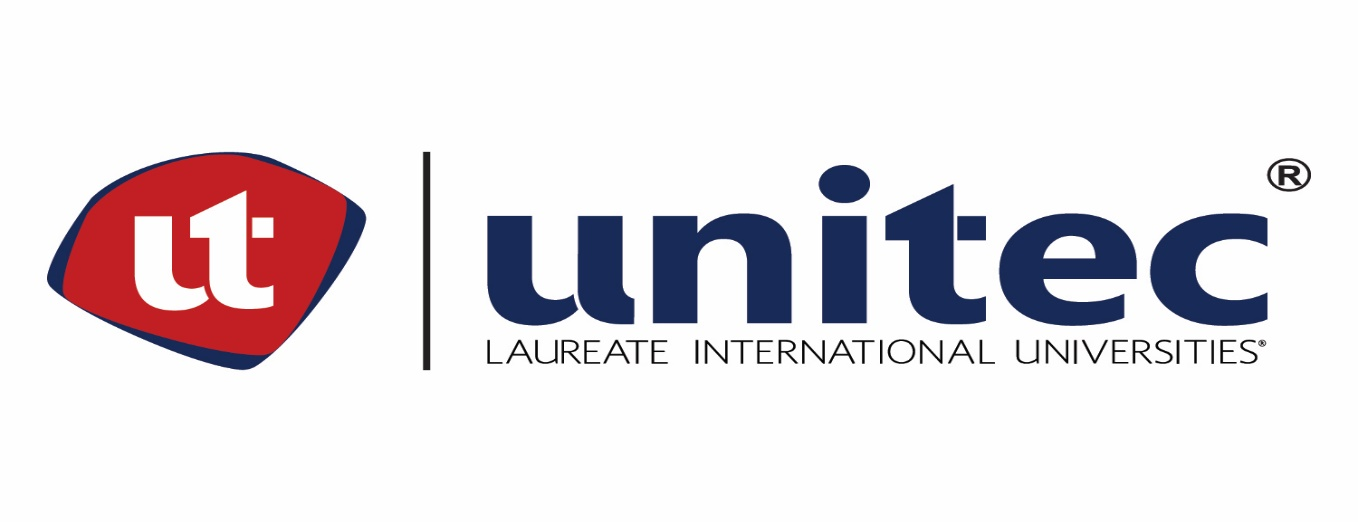 ut
unitec®
LAUREATE INTERNATIONAL UNIVERSITIES®